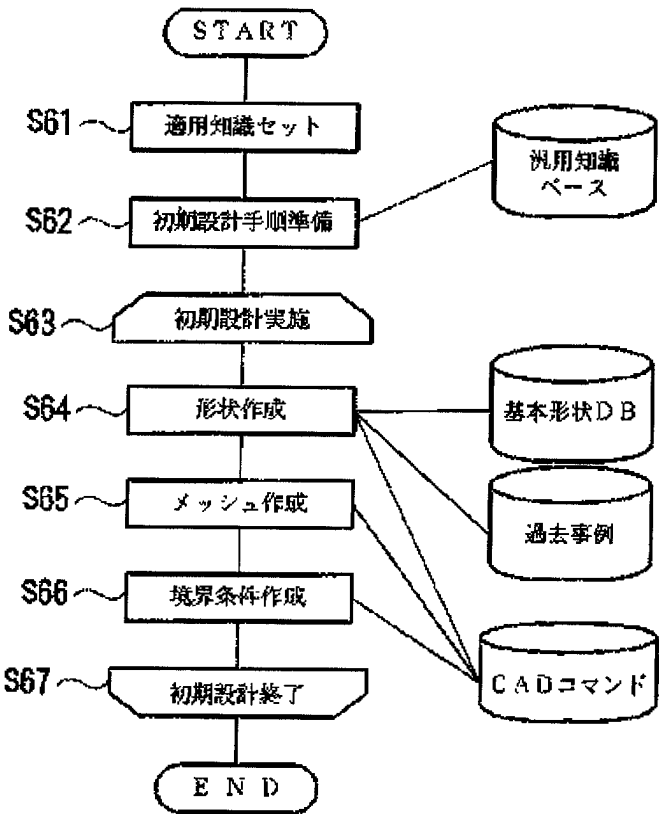 START
S61
適用知識セット
S62
初期設計手順準備
汎用知識
ベース
S63
初期設計実施
S64
形状作成
基本形状DB
S65
メッシュ作成
過去事例
S66
境界条件作成
S67
初期設計終了
CADコマンド
END